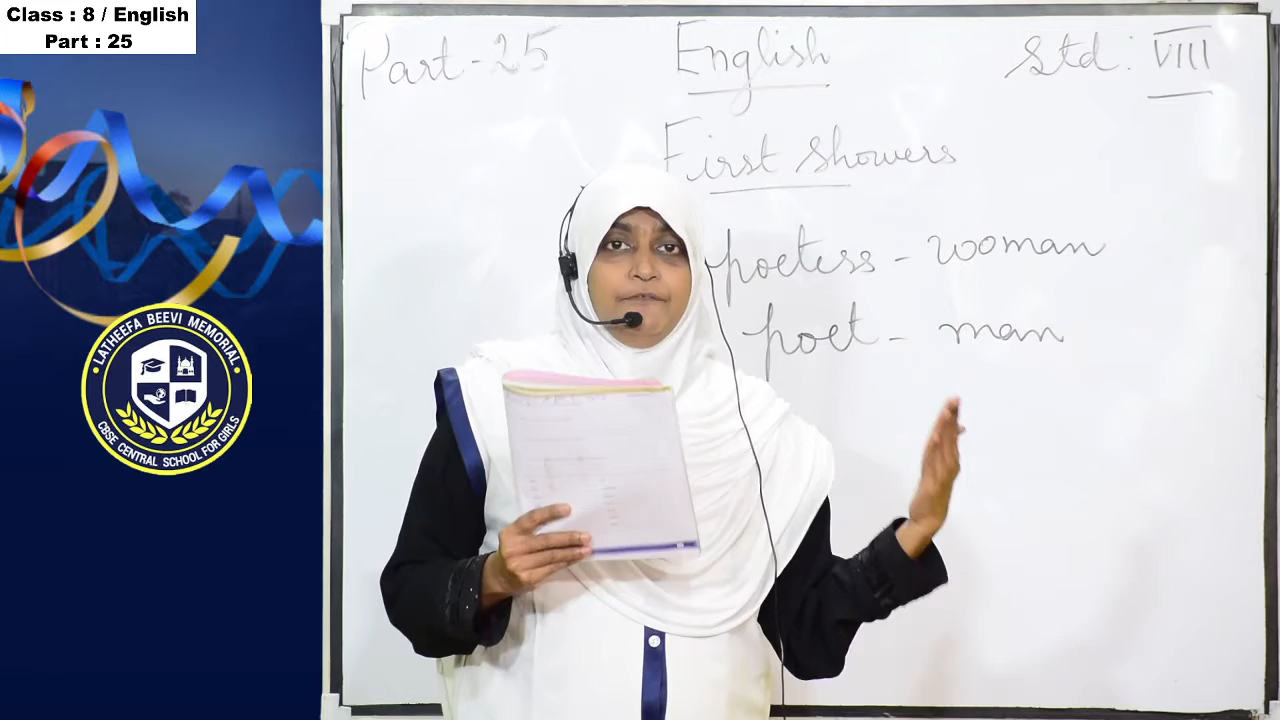 Class : 8 / English
Part : 25
Part - 25 English Std : VIII
First Showers
poetess - woman
poet - man
LATHEEFA BEEVI MEMORIAL
CBSE CENTRAL SCHOOL FOR GIRLS